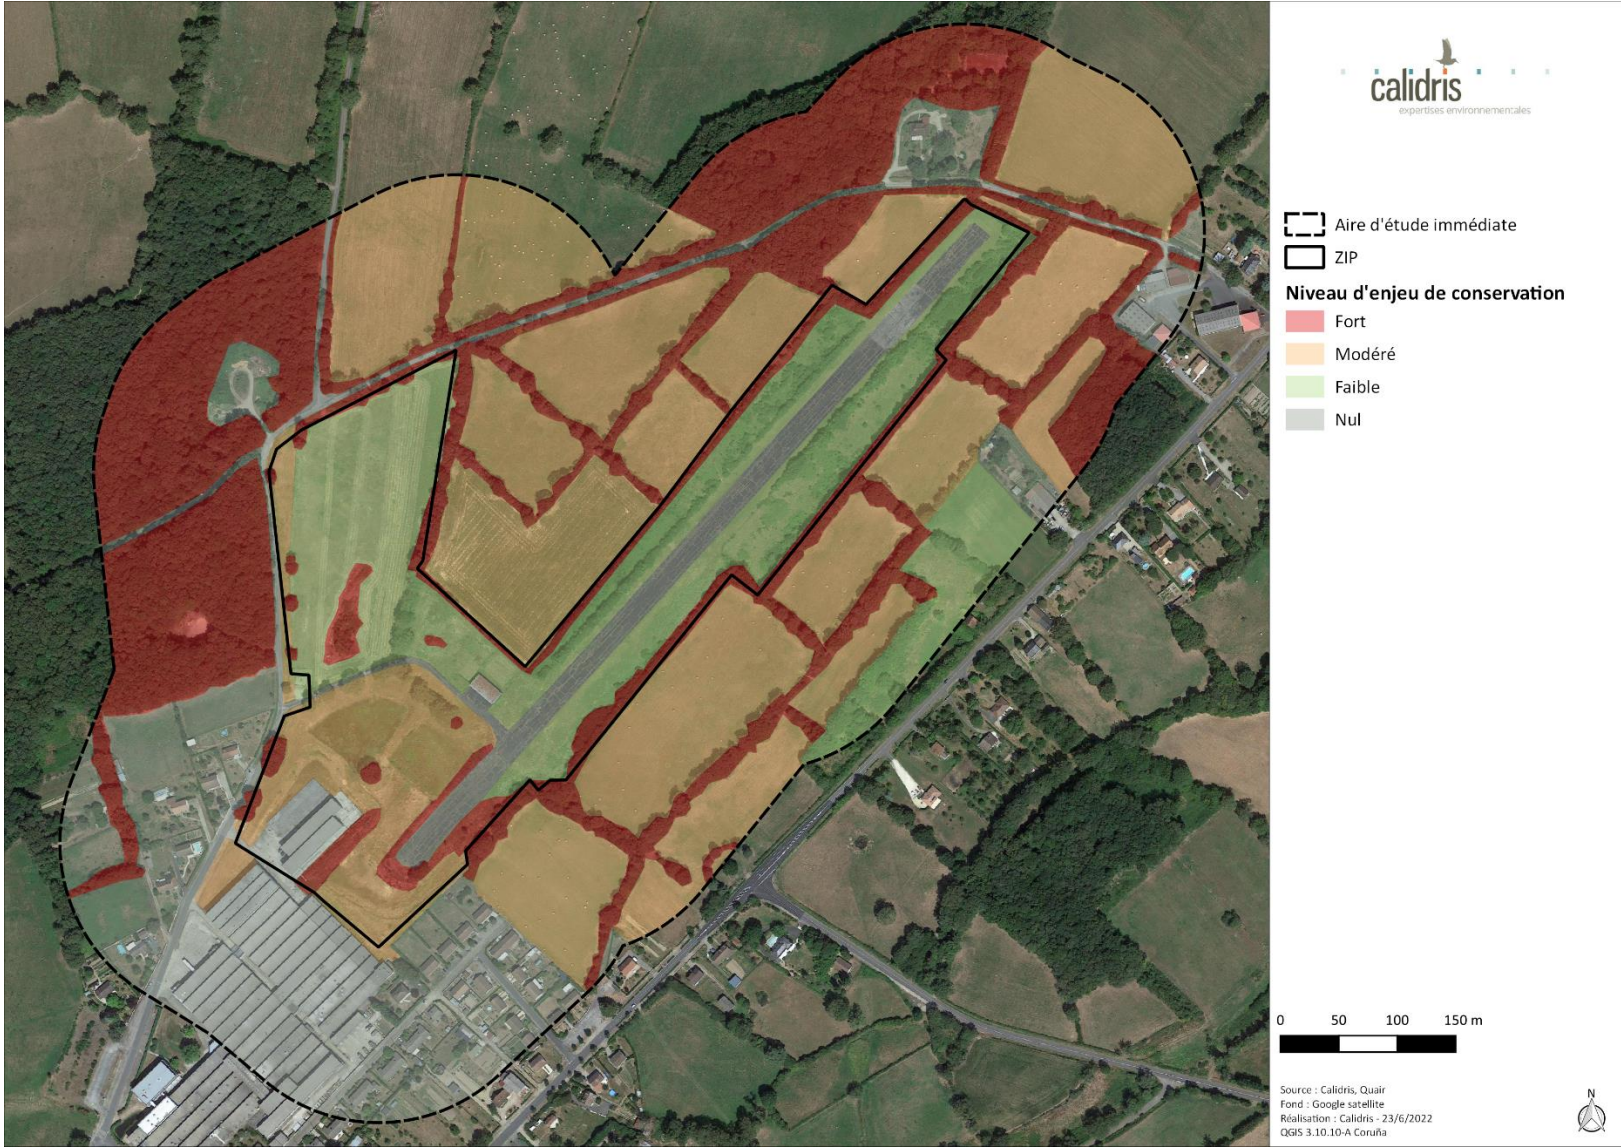 calidris
expertises environnementales
Aire d'étude immédiate
ZIP
Niveau d'enjeu de conservation
Fort
Modéré
Faible
Nul
0 50 100 150 m
Source : Calidris, Quair
Fond : Google satellite
Réalisation : Calidris - 23/6/2022
QGIS 3.10.10-A Coruña
N